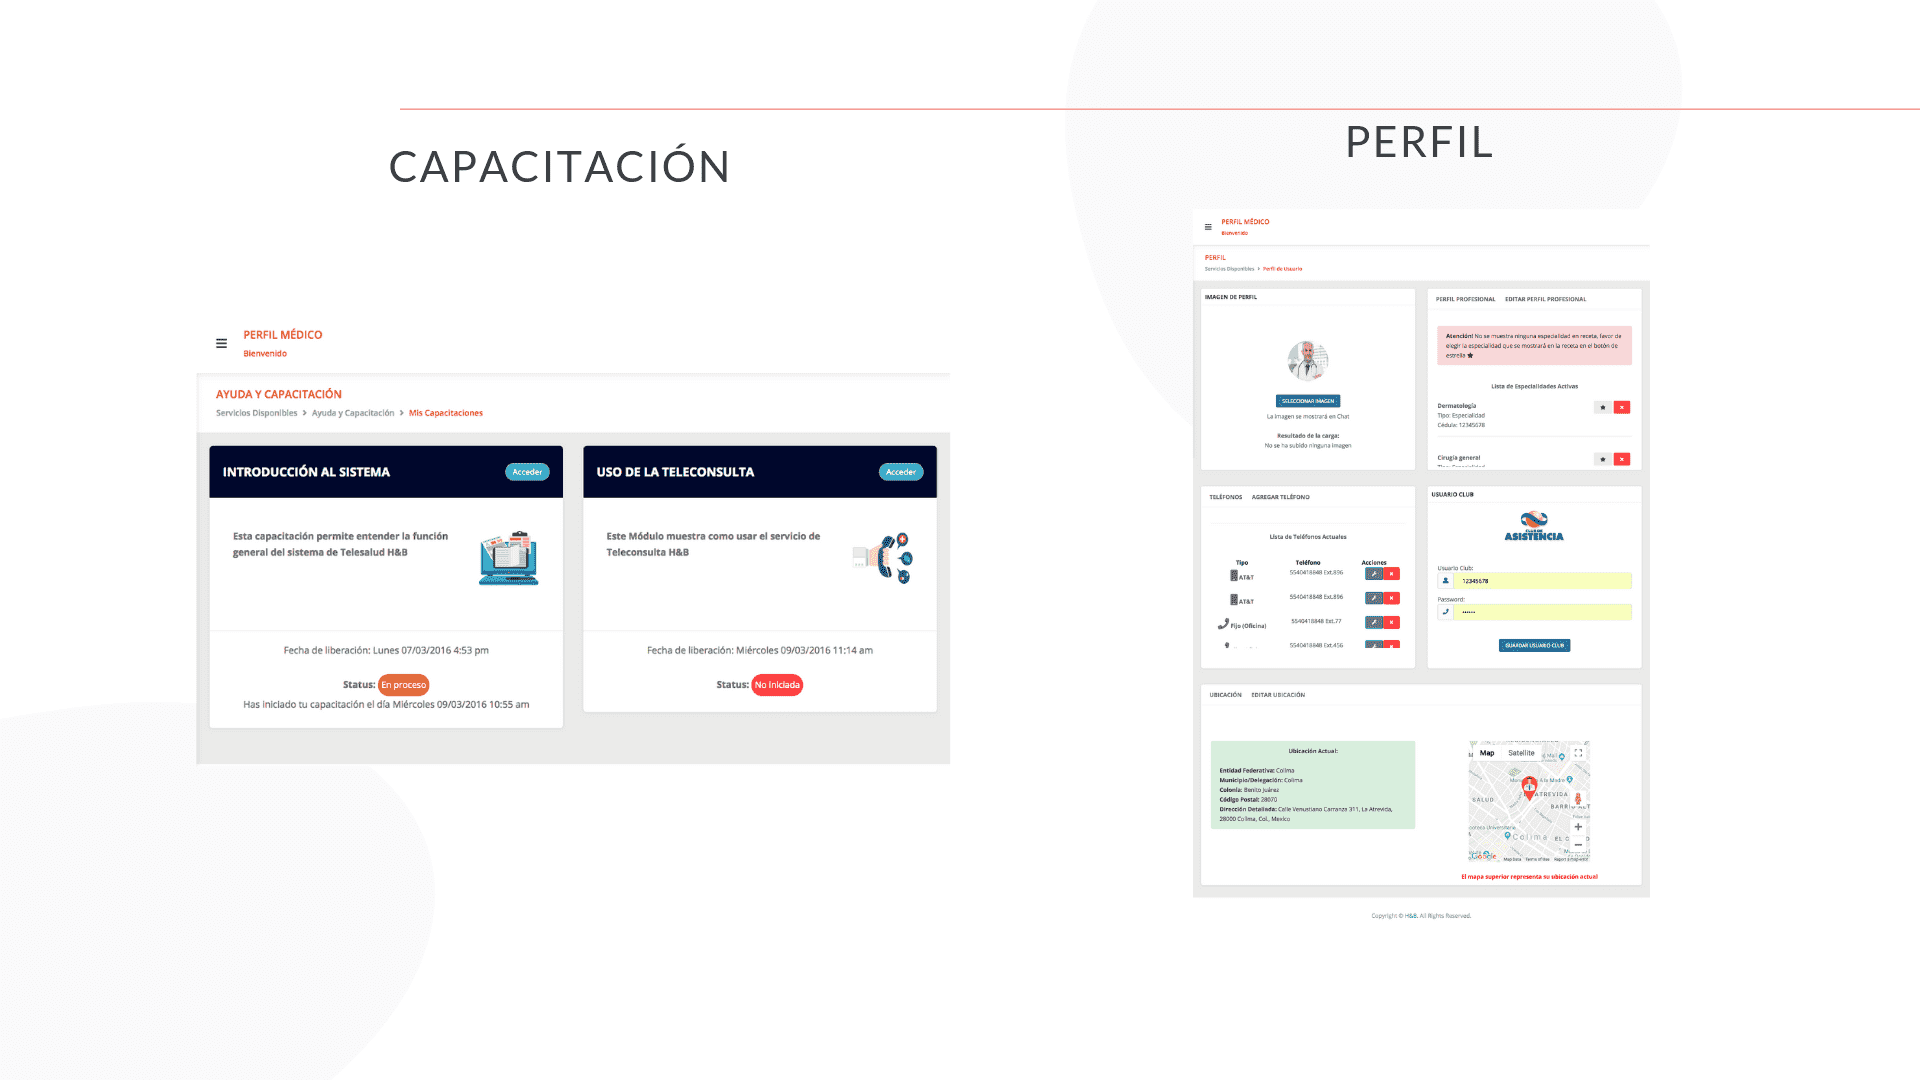 CAPACITACIÓN
PERFIL MÉDICO
Bienvenido
AYUDA Y CAPACITACIÓN
Servicios Disponibles > Ayuda y Capacitación > Mis Capacitaciones
INTRODUCCIÓN AL SISTEMA
Acceder
Esta capacitación permite entender la función
general del sistema de Telesalud H&B
Fecha de liberación: Lunes 07/03/2016 4:53 pm
Status: En proceso
Has iniciado tu capacitación el día Miércoles 09/03/2016 10:55 am
USO DE LA TELECONSULTA
Acceder
Este Módulo muestra como usar el servicio de
Teleconsulta H&B
Fecha de liberación: Miércoles 09/03/2016 11:14 am
Status: No Iniciada
PERFIL
PERFIL MÉDICO
Bienvenido
PERFIL
Servicios Disponibles > Perfil de Usuario
IMAGEN DE PERFIL
SELECCIONAR IMAGEN
La imagen se mostrará en Chat
Resultado de la carga:
No se ha subido ninguna imagen
PERFIL PROFESIONAL EDITAR PERFIL PROFESIONAL
Atención! No se muestra ninguna especialidad en receta, favor de
elegir la especialidad que se mostrará en la receta en el botón de
estrella
Lista de Especialidades Activas
Dermatología
Tipo: Especialidad
Cédula: 12345678
Cirugía general
TELÉFONOS AGREGAR TELÉFONO
Lista de Teléfonos Actuales
Tipo Teléfono Acciones
AT&T 5540418848 Ext.896
AT&T 5540418848 Ext.896
Fijo (Oficina) 5540418848 Ext.77
5540418848 Ext.456
USUARIO CLUB
CLUB DE
ASISTENCIA
Usuario Club:
12345678
Password:
••••••
GUARDAR USUARIO CLUB
UBICACIÓN EDITAR UBICACIÓN
Ubicación Actual:
Entidad Federativa: Colima
Municipio/Delegación: Colima
Colonia: Benito Juárez
Código Postal: 28070
Dirección Detallada: Calle Venustiano Carranza 311, La Atrevida,
28000 Colima, Col., Mexico
Map Satellite
SALUD
ATREVIDA
Colima
Google
Map Data Terms of Use Report a map error
El mapa superior representa su ubicación actual
Copyright © H&B. All Rights Reserved.